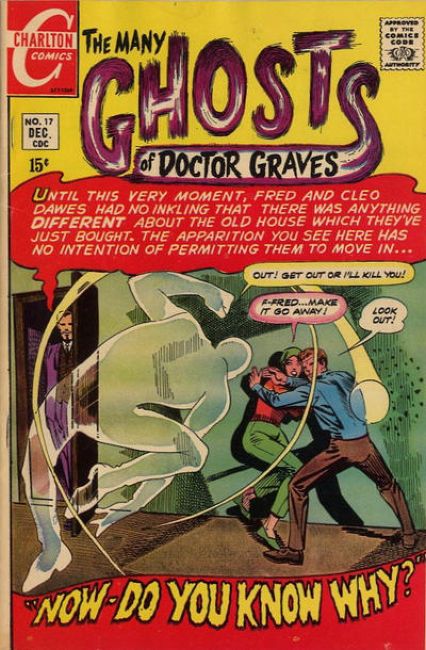 CHARLTON
COMICS
THE MANY
GHOSTS
of DOCTOR GRAVES
APPROVED
BY THE
COMICS
CODE
AUTHORITY
NO. 17
DEC.
CDC
15¢
UNTIL THIS VERY MOMENT, FRED AND CLEO
DAWES HAD NO INKLING THAT THERE WAS ANYTHING
DIFFERENT ABOUT THE OLD HOUSE WHICH THEY'VE
JUST BOUGHT. THE APPARITION YOU SEE HERE HAS
NO INTENTION OF PERMITTING THEM TO MOVE IN...
OUT! GET OUT OR I'LL KILL YOU!
F-FRED...MAKE
IT GO AWAY!
LOOK
OUT!
"NOW-DO YOU KNOW WHY?"